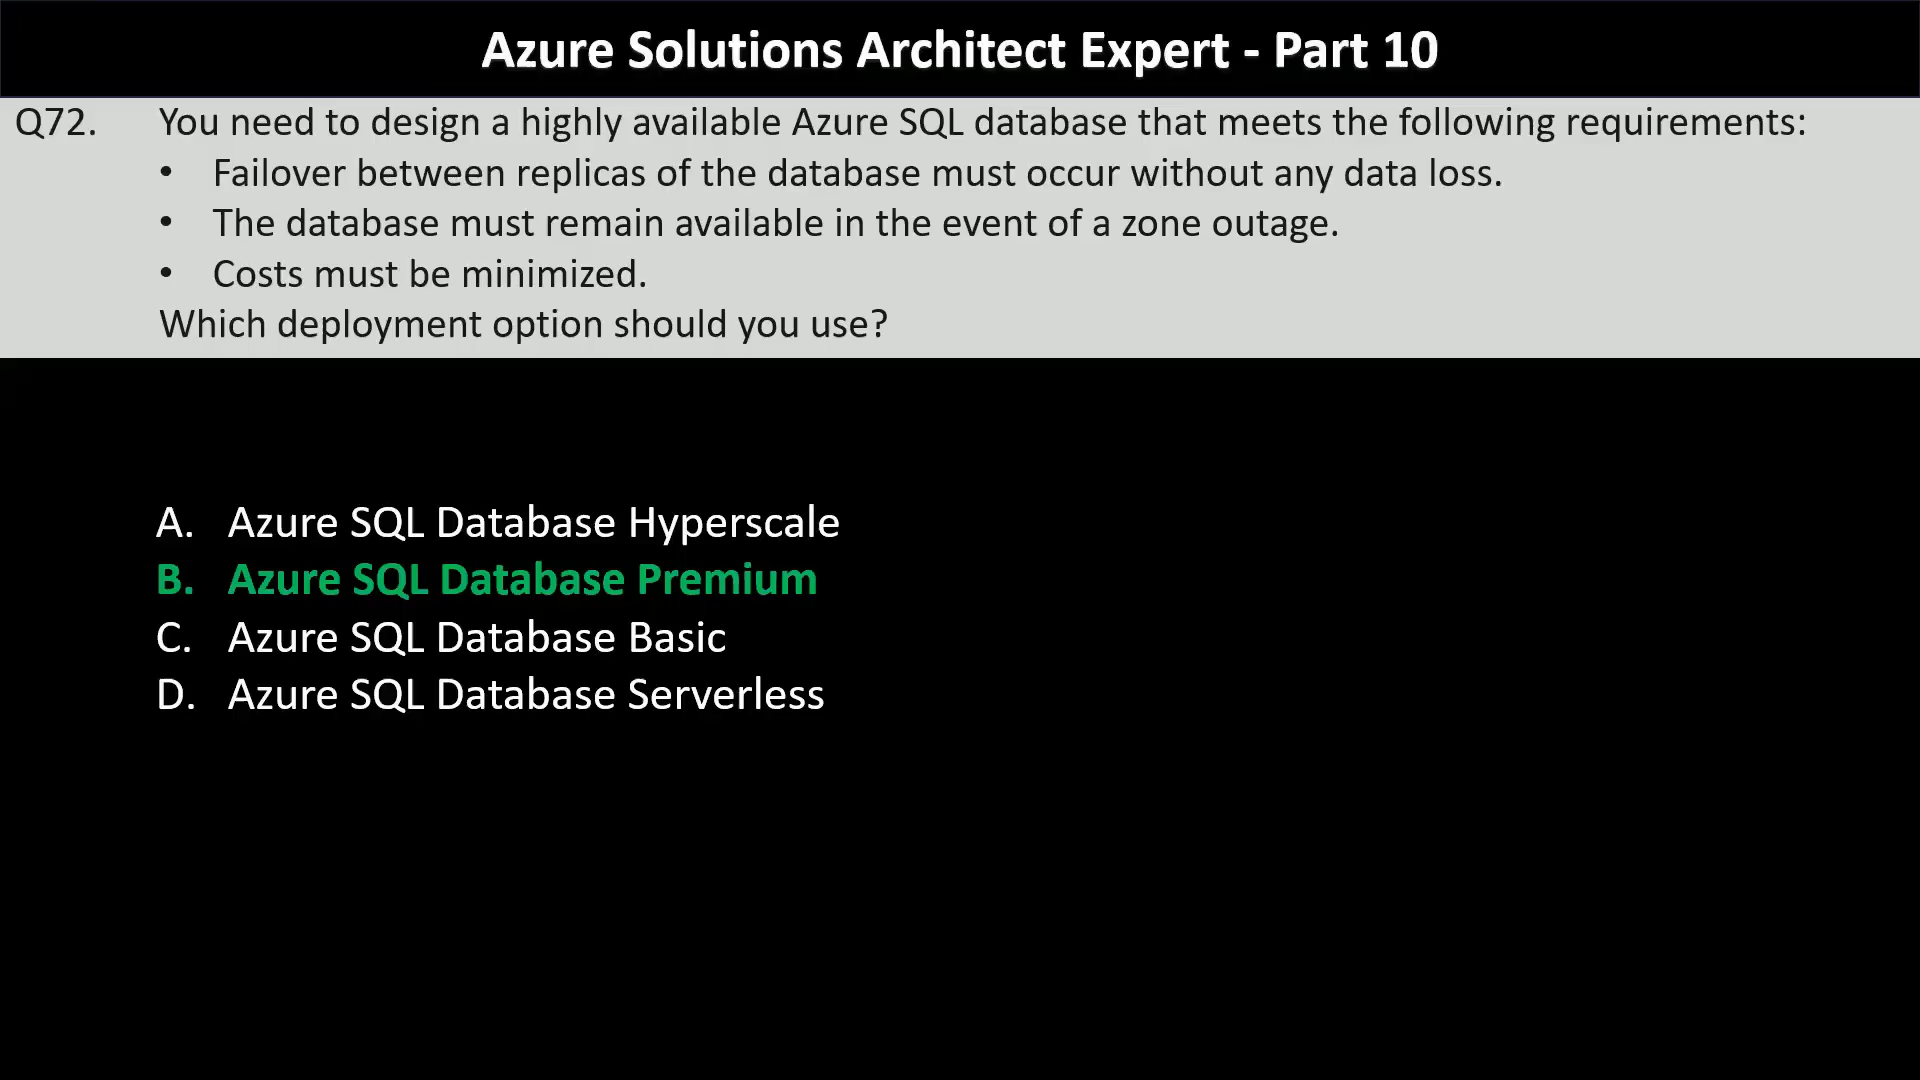 Azure Solutions Architect Expert - Part 10
Q72. You need to design a highly available Azure SQL database that meets the following requirements:
• Failover between replicas of the database must occur without any data loss.
• The database must remain available in the event of a zone outage.
• Costs must be minimized.
Which deployment option should you use?
A. Azure SQL Database Hyperscale
B. Azure SQL Database Premium
C. Azure SQL Database Basic
D. Azure SQL Database Serverless